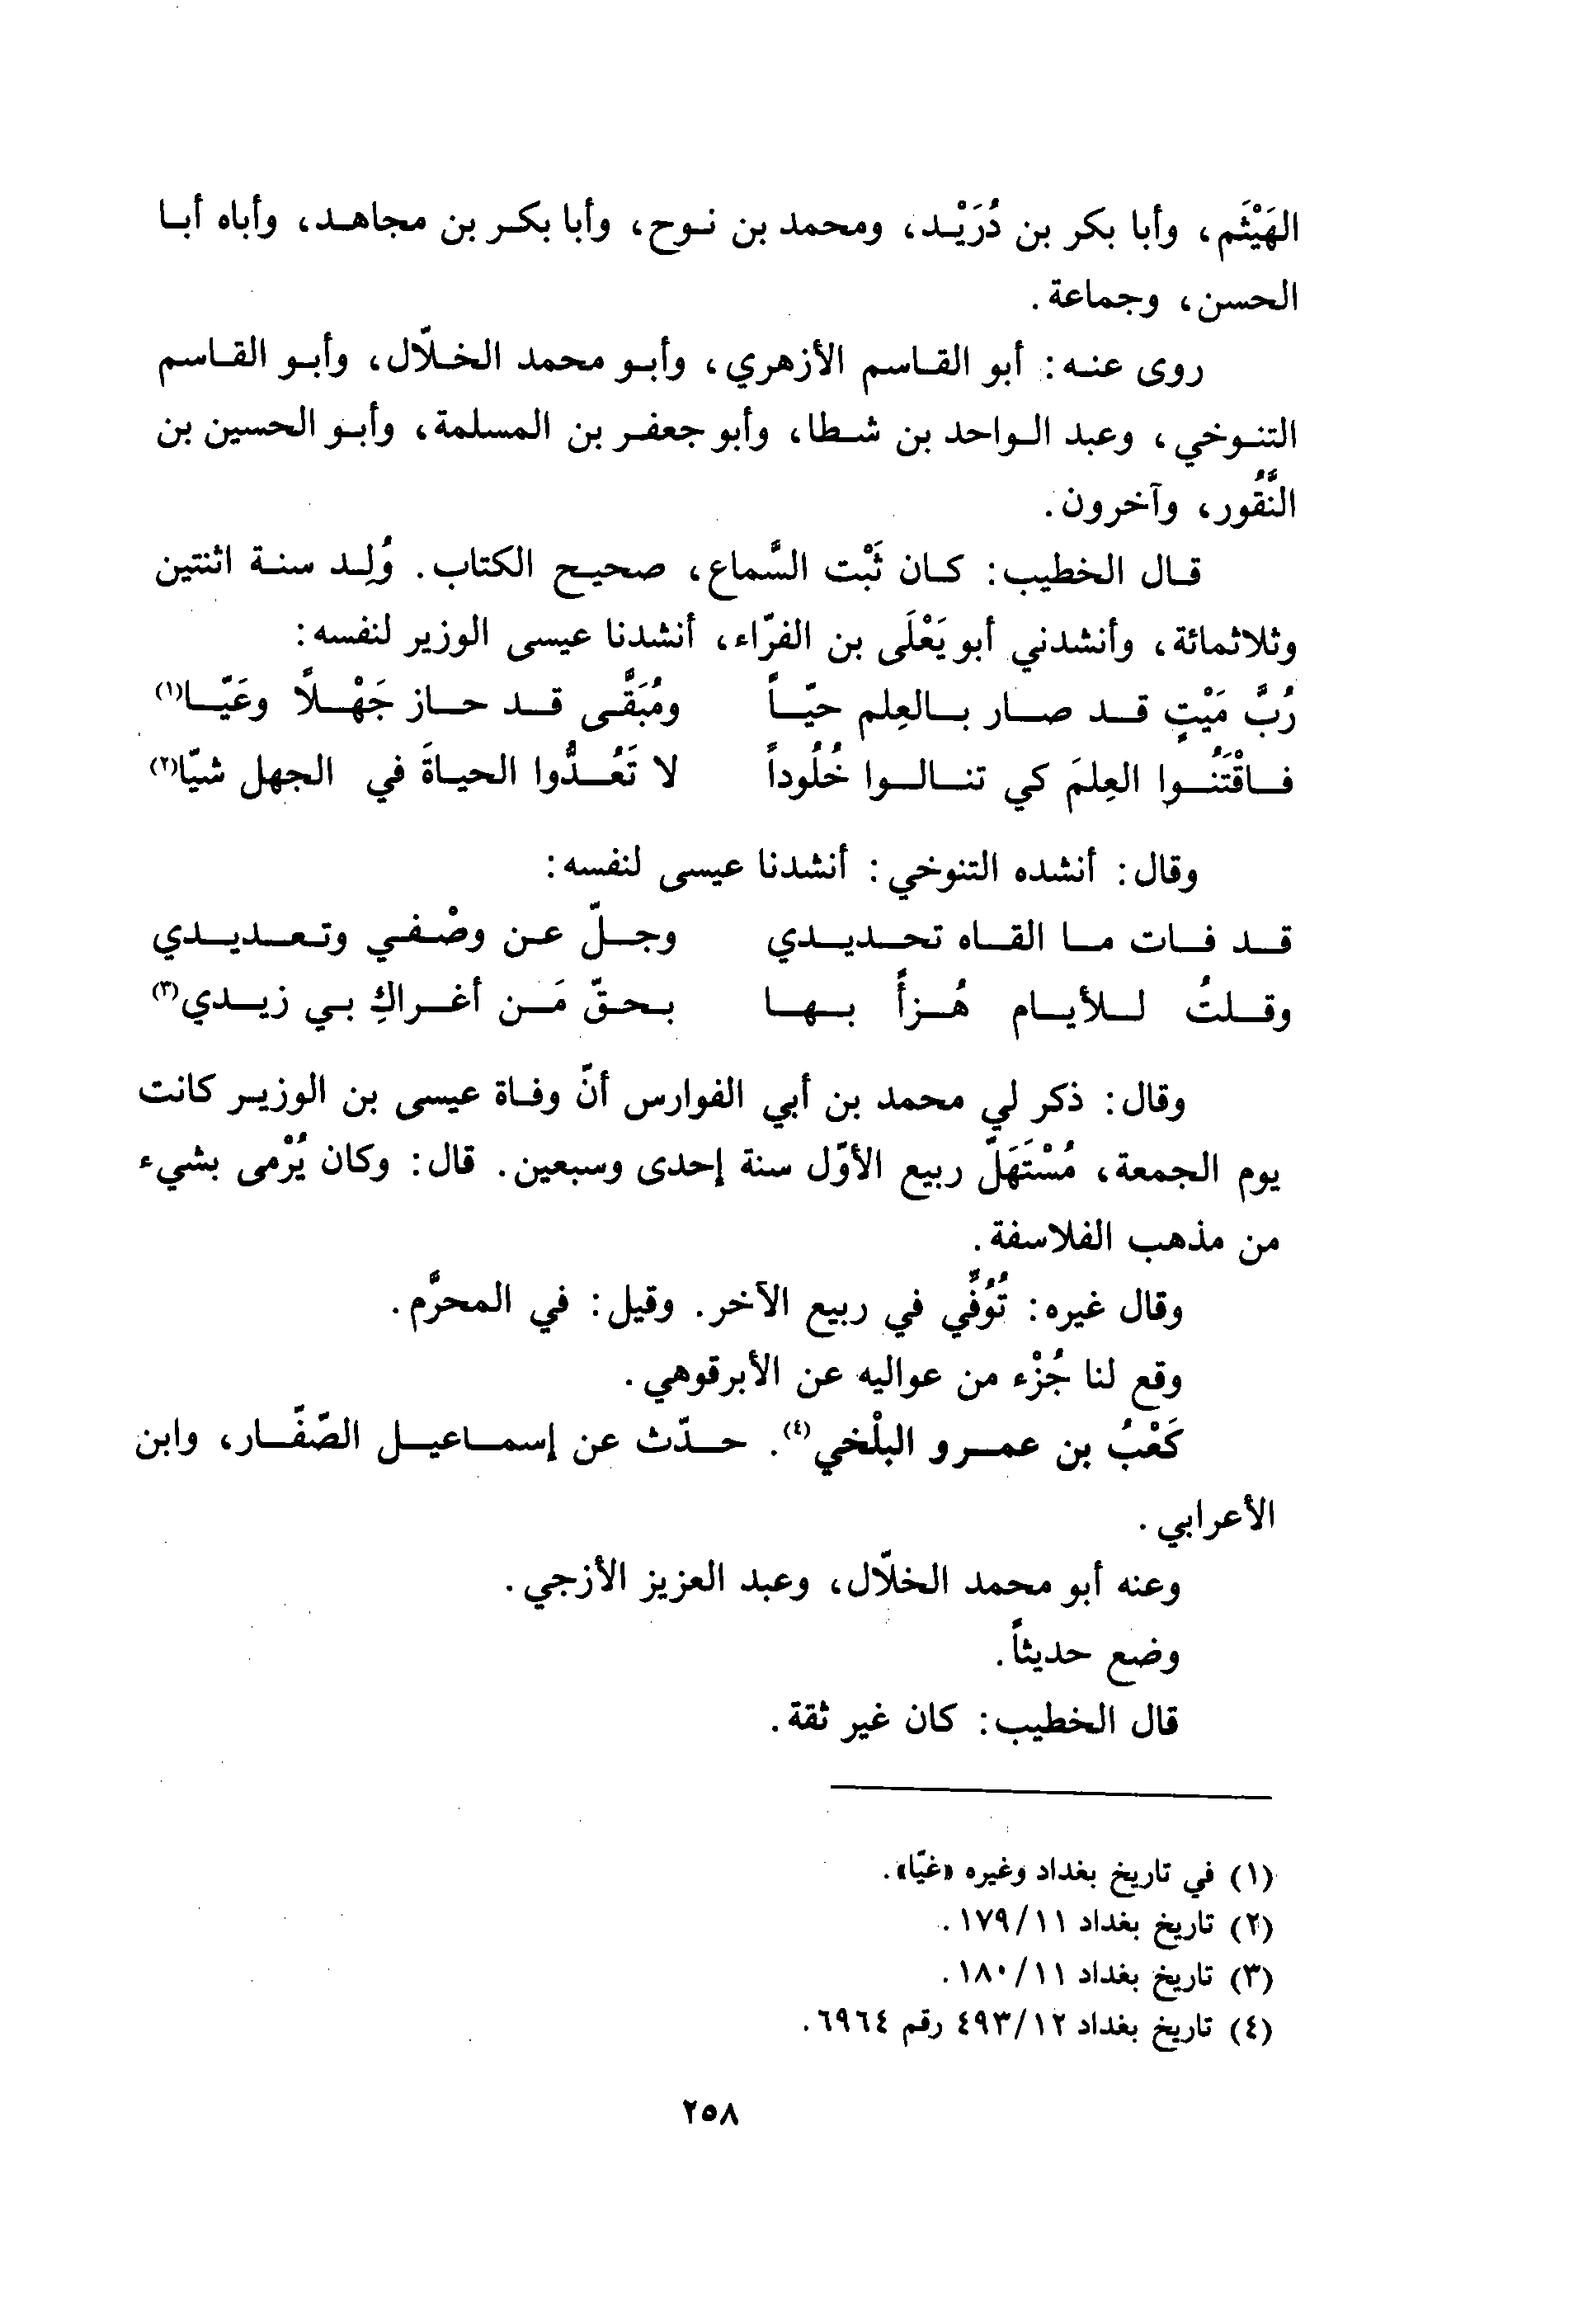 الهَيْثَم، وأبا بكر بن دُرَيْد، ومحمد بن نوح، وأبا بكر بن مجاهد، وأباه أبا
الحسن، وجماعة.
روى عنه: أبو القاسم الأزهري، وأبو محمد الخلّال، وأبو القاسم
التنوخي، وعبد الواحد بن شطا، وأبو جعفر بن المسلمة، وأبو الحسين بن
النَّقُور، وآخرون.
قال الخطيب: كان ثَبْت السَّماع، صحيح الكتاب. وُلِد سنة اثنتين
وثلاثمائة، وأنشدني أبو يَعْلَى بن الفرّاء، أنشدنا عيسى الوزير لنفسه:
رُبَّ مَيْتٍ قد صار بالعِلم حيّاً ومُبَقًّى قد حاز جَهْلاً وعَيّا(١)
فاقْتَنُوا العِلمَ كي تنالوا خُلُوداً لا تَعُدُّوا الحياةَ في الجهل شيّا(٢)
وقال: أنشده التنوخي: أنشدنا عيسى لنفسه:
قد فات ما القاه تحديدي وجلّ عن وصْفي وتعديدي
وقلتُ للأيام هُزأً بها بحقّ مَن أغراكِ بي زيدي(٣)
وقال: ذكر لي محمد بن أبي الفوارس أنّ وفاة عيسى بن الوزير كانت
يوم الجمعة، مُسْتَهَلّ ربيع الأوّل سنة إحدى وسبعين. قال: وكان يُرْمى بشيء
من مذهب الفلاسفة.
وقال غيره: تُوُفِّي في ربيع الآخر. وقيل: في المحرَّم.
وقع لنا جُزْء من عواليه عن الأبرقوهي.
كَعْبُ بن عمرو البلْخي(٤). حدّث عن إسماعيل الصّفّار، وابن
الأعرابي.
وعنه أبو محمد الخلّال، وعبد العزيز الأزجي.
وضع حديثاً.
قال الخطيب: كان غير ثقة.
(١) في تاريخ بغداد وغيره «غيّا».
(٢) تاريخ بغداد ١١/١٧٩.
(٣) تاريخ بغداد ١١/١٨٠.
(٤) تاريخ بغداد ١٢/٤٩٣ رقم ٦٩٦٤.
٢٥٨